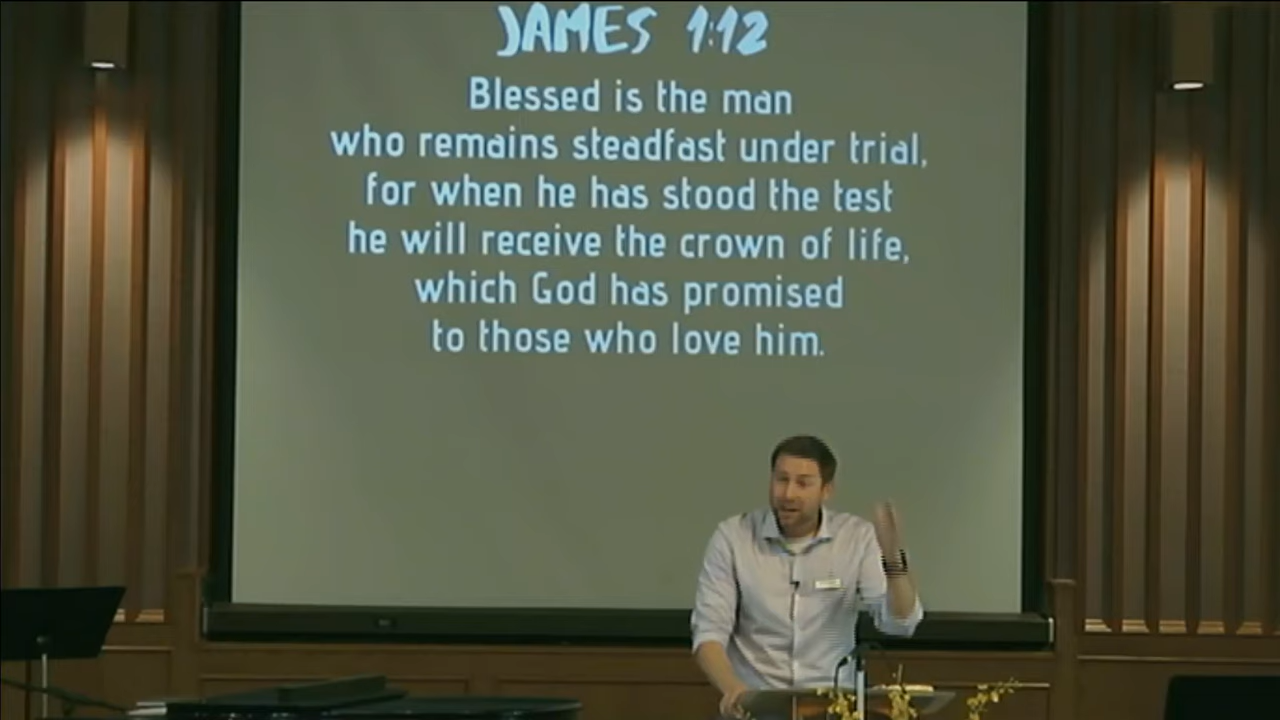 JAMES 1:12
Blessed is the man
who remains steadfast under trial,
for when he has stood the test
he will receive the crown of life,
which God has promised
to those who love him.